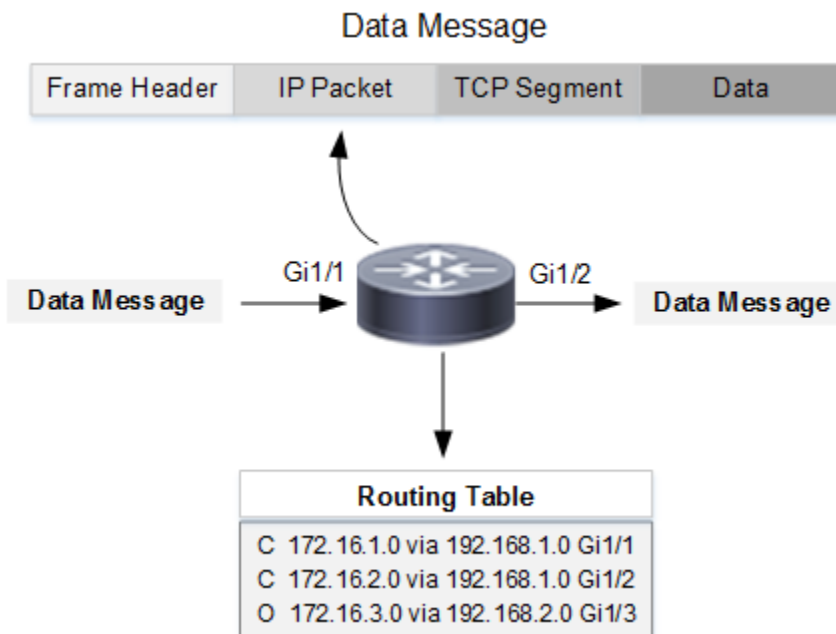 Data Message
Frame Header IP Packet TCP Segment Data
Gi1/1 Gi1/2
Data Message Data Message
Routing Table
C 172.16.1.0 via 192.168.1.0 Gi1/1
C 172.16.2.0 via 192.168.1.0 Gi1/2
O 172.16.3.0 via 192.168.2.0 Gi1/3